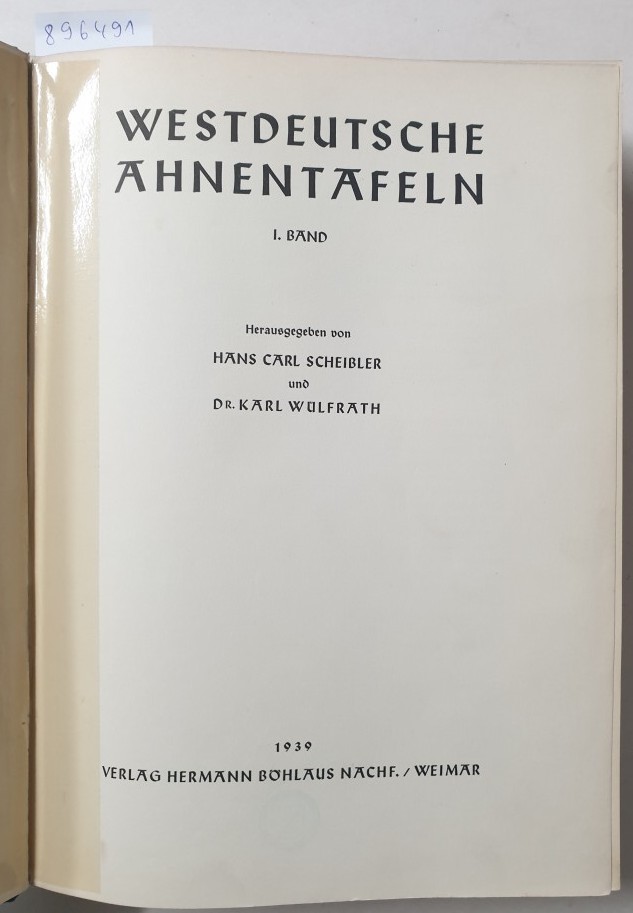 896491
WESTDEUTSCHE
AHNENTAFELN
I. BAND
Herausgegeben von
HANS CARL SCHEIBLER
und
DR. KARL WÜLFRATH
1939
VERLAG HERMANN BÖHLAUS NACHF. / WEIMAR